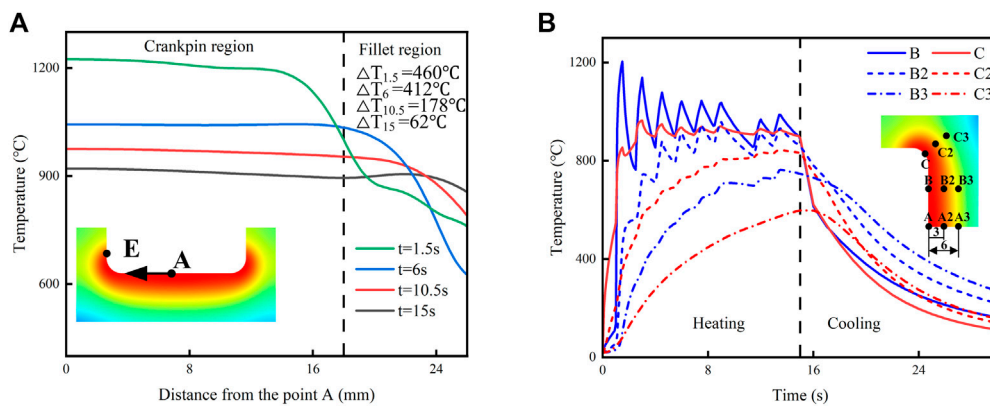 A
Crankpin region
Fillet region
△T1.5=460℃
△T6=412℃
△T10.5=178℃
△T15=62℃
1200
900
600
Temperature (℃)
E
A
t=1.5s
t=6s
t=10.5s
t=15s
0
8
16
24
Distance from the point A (mm)
B
1200
800
400
0
Temperature (℃)
B
C
B2
C2
B3
C3
C3
C2
C
B
B2
B3
A
A2
A3
3
6
Heating
Cooling
0
8
16
24
Time (s)